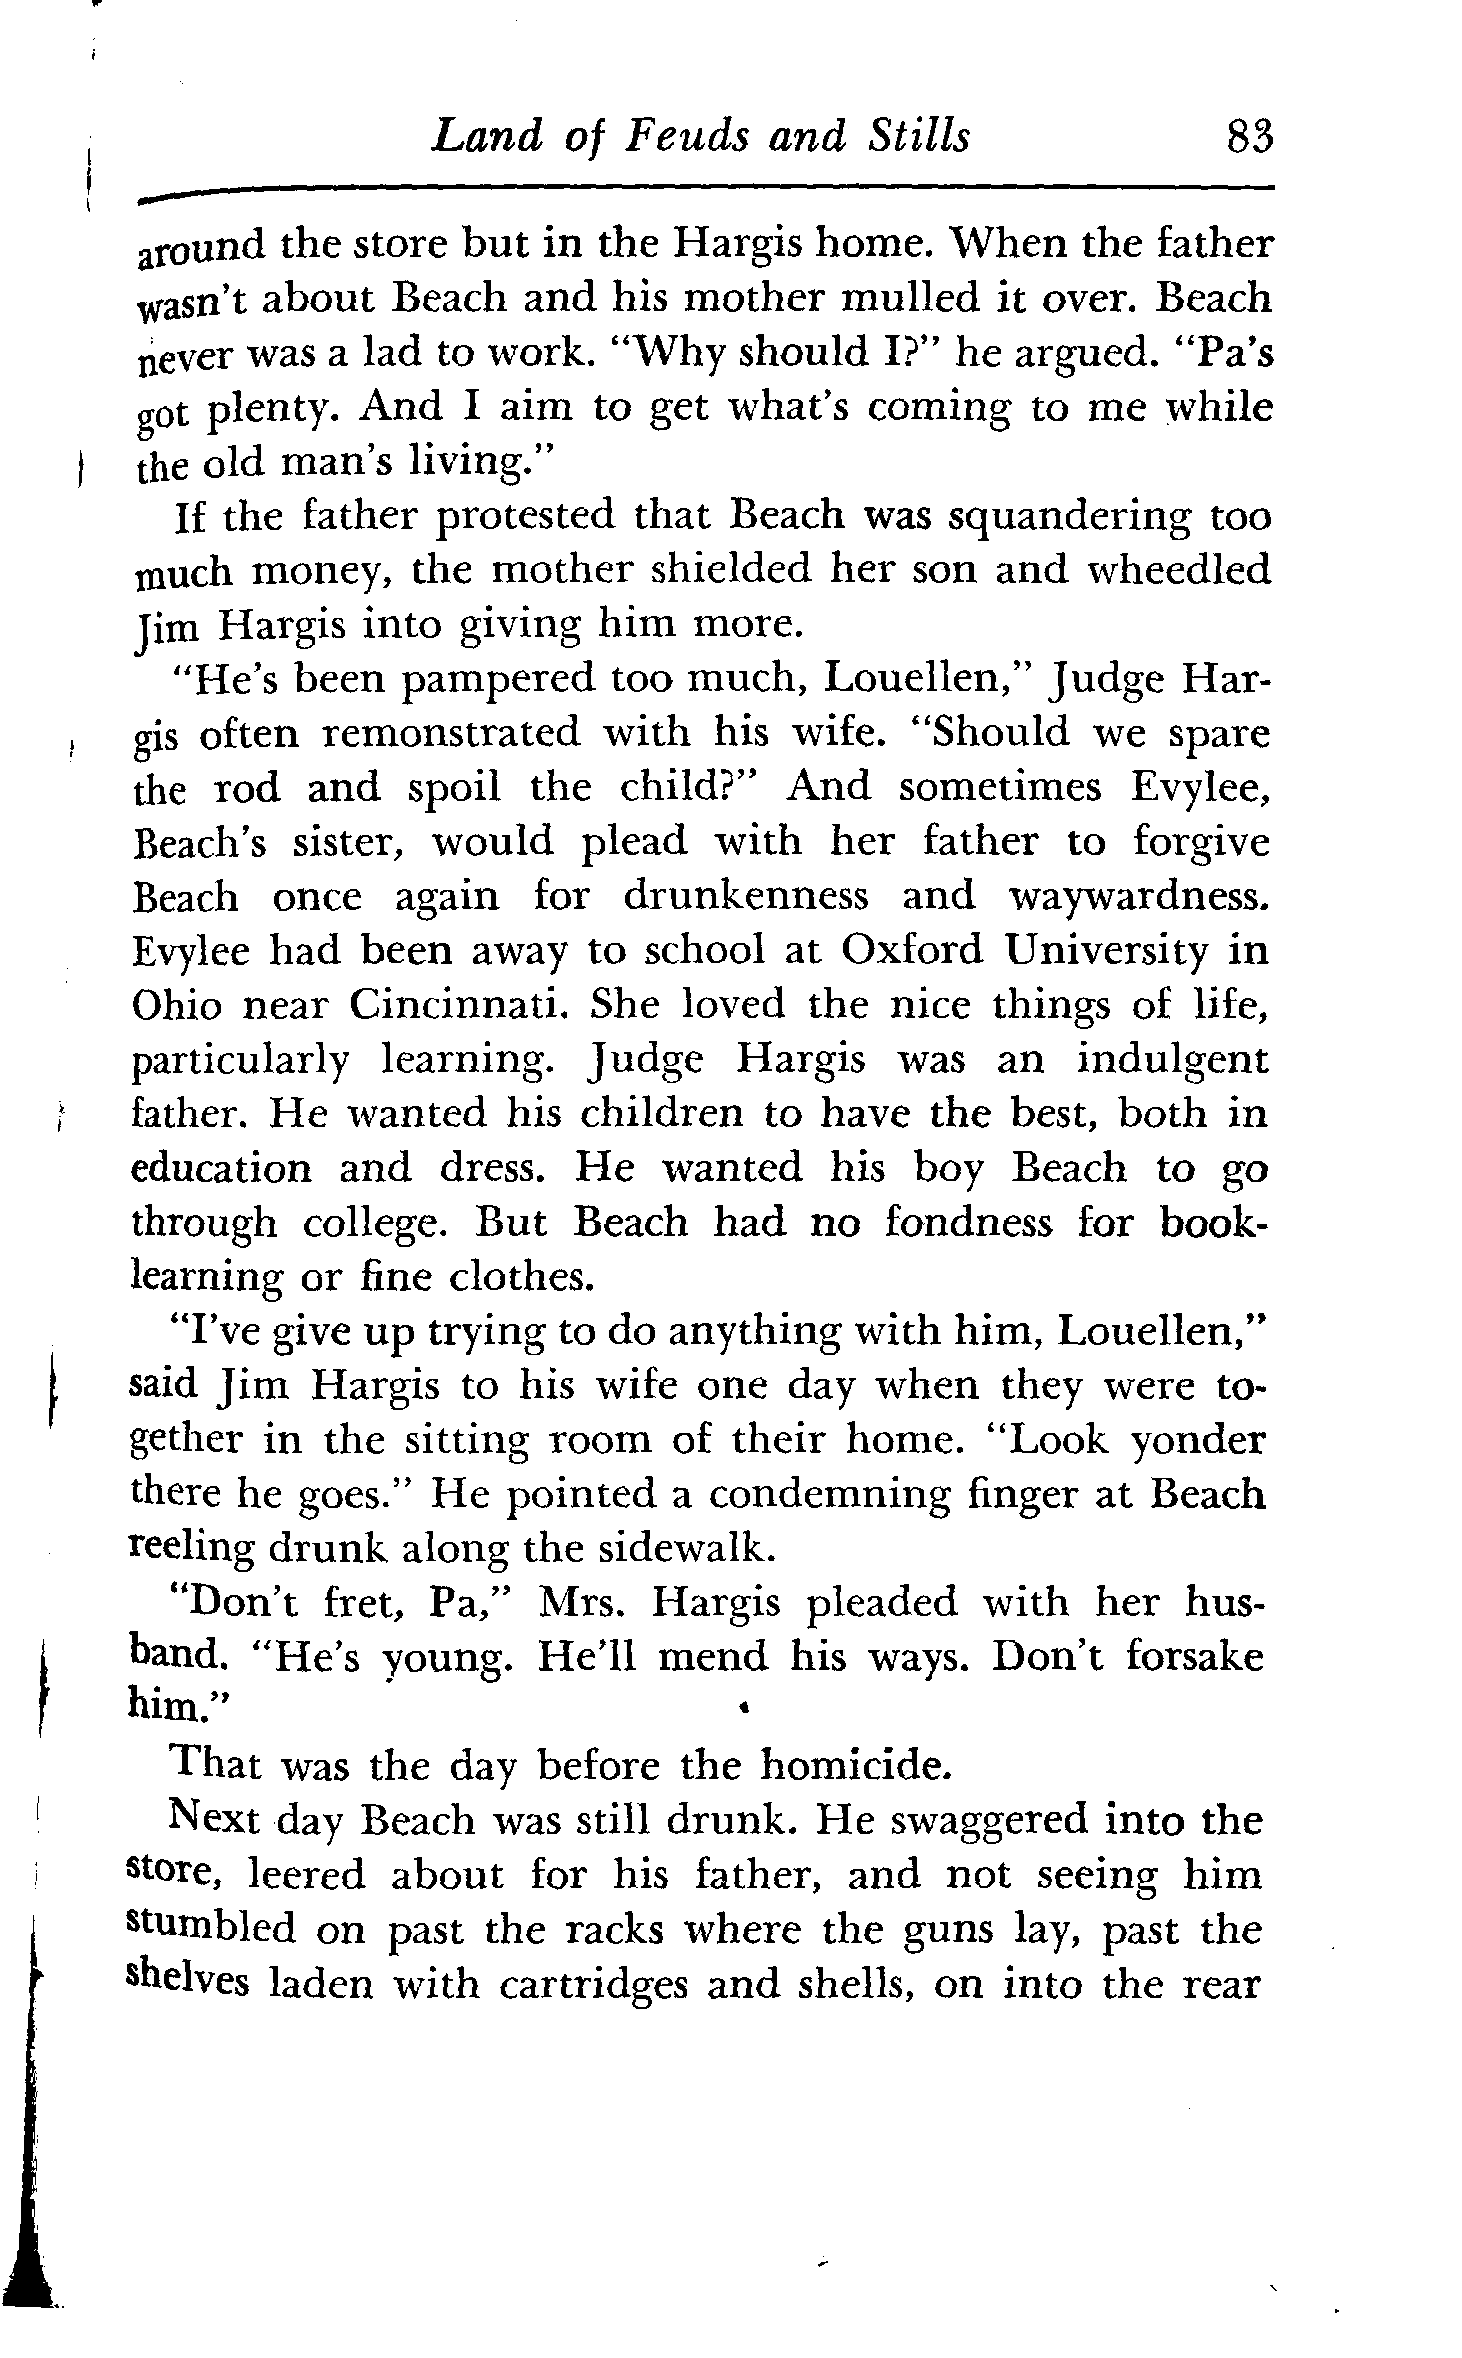 Land of Feuds and Stills 83
around the store but in the Hargis home. When the father
wasn't about Beach and his mother mulled it over. Beach
never was a lad to work. "Why should I?" he argued. "Pa's
got plenty. And I aim to get what's coming to me while
the old man's living."
If the father protested that Beach was squandering too
much money, the mother shielded her son and wheedled
Jim Hargis into giving him more.
"He's been pampered too much, Louellen," Judge Har-
gis often remonstrated with his wife. "Should we spare
the rod and spoil the child?" And sometimes Evylee,
Beach's sister, would plead with her father to forgive
Beach once again for drunkenness and waywardness.
Evylee had been away to school at Oxford University in
Ohio near Cincinnati. She loved the nice things of life,
particularly learning. Judge Hargis was an indulgent
father. He wanted his children to have the best, both in
education and dress. He wanted his boy Beach to go
through college. But Beach had no fondness for book-
learning or fine clothes.
"I've give up trying to do anything with him, Louellen,"
said Jim Hargis to his wife one day when they were to-
gether in the sitting room of their home. "Look yonder
there he goes." He pointed a condemning finger at Beach
reeling drunk along the sidewalk.
"Don't fret, Pa," Mrs. Hargis pleaded with her hus-
band. "He's young. He'll mend his ways. Don't forsake
him."
That was the day before the homicide.
Next day Beach was still drunk. He swaggered into the
store, leered about for his father, and not seeing him
stumbled on past the racks where the guns lay, past the
shelves laden with cartridges and shells, on into the rear